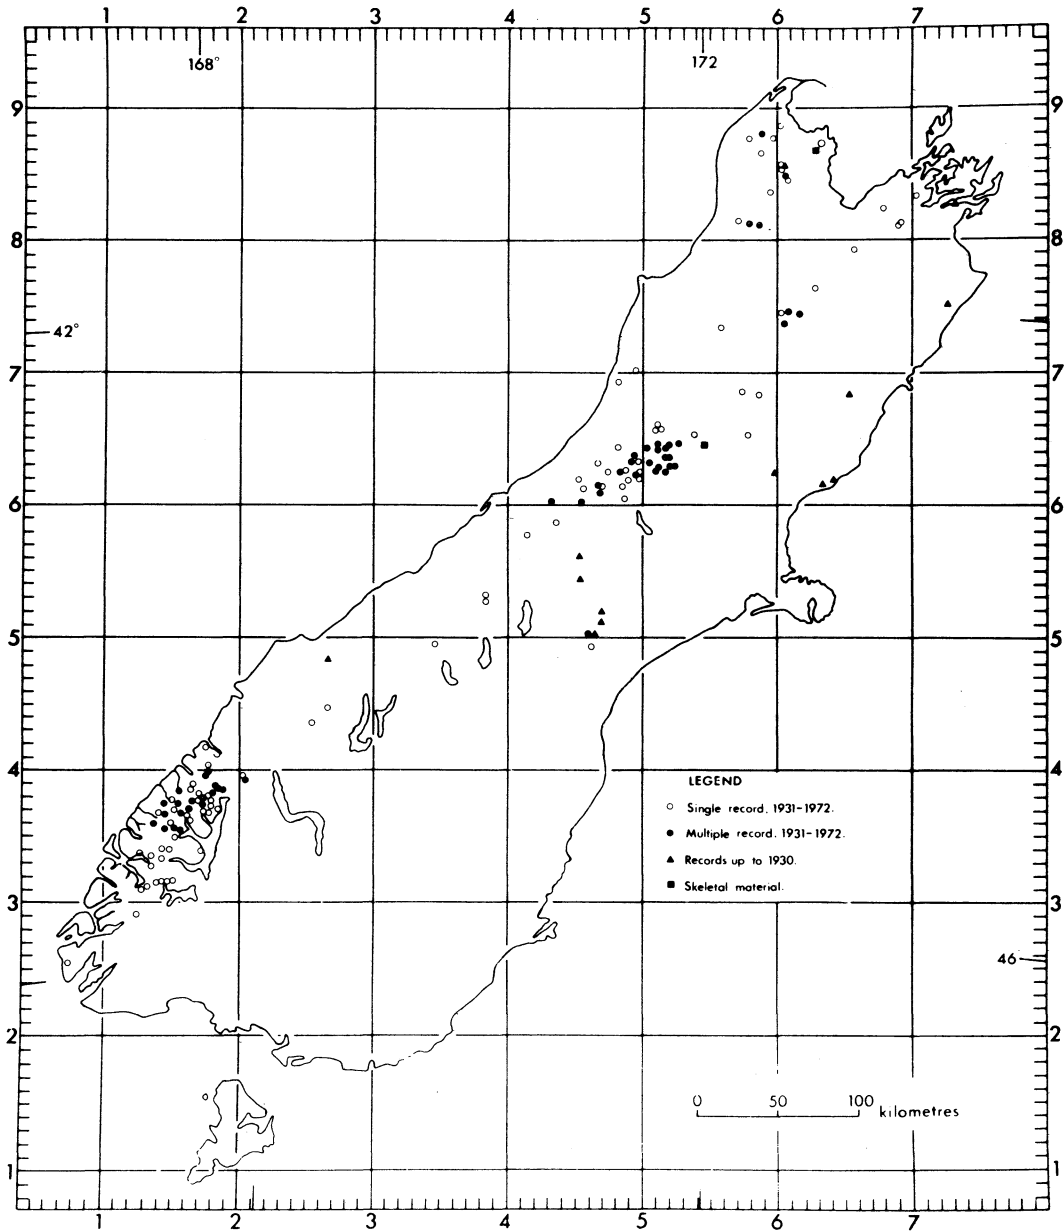 2 3 4 5 6 7
168° 172
9 9
8 8
42°
7 7
6 6
5 5
4 4
LEGEND
Single record. 1931-1972.
Multiple record. 1931-1972.
Records up to 1930.
Skeletal material.
3 3
46
2 2
0 50 100 kilometres
1 1
1 2 3 4 5 6 7